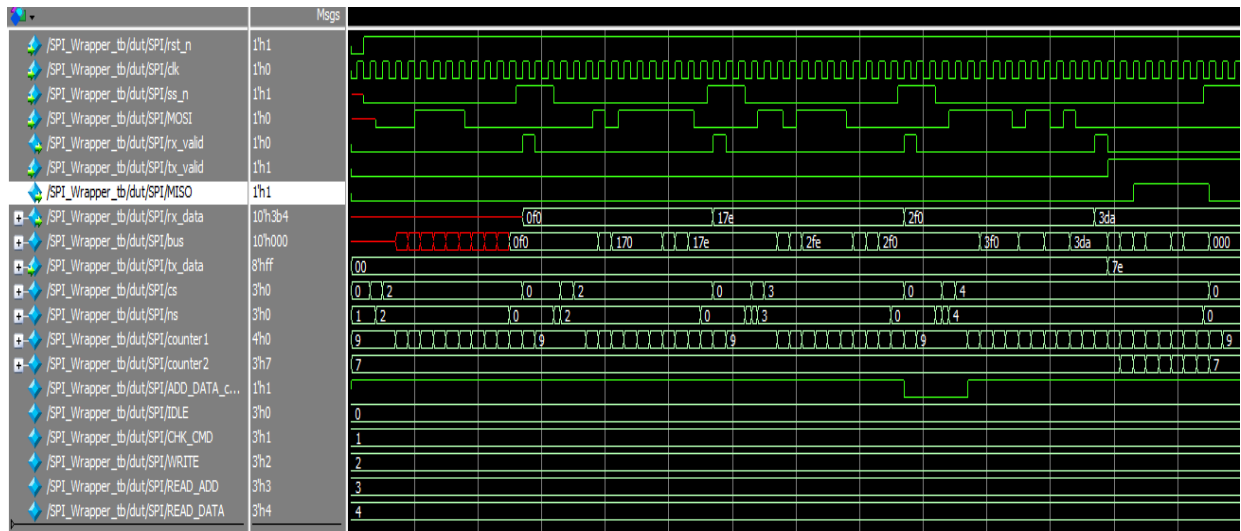 Msgs
/SPI_Wrapper_tb/dut/SPI/rst_n 1'h1
/SPI_Wrapper_tb/dut/SPI/clk 1'h0
/SPI_Wrapper_tb/dut/SPI/ss_n 1'h1
/SPI_Wrapper_tb/dut/SPI/MOSI 1'h0
/SPI_Wrapper_tb/dut/SPI/rx_valid 1'h0
/SPI_Wrapper_tb/dut/SPI/tx_valid 1'h1
/SPI_Wrapper_tb/dut/SPI/MISO 1'h1
/SPI_Wrapper_tb/dut/SPI/rx_data 10'h3b4 0f0 17e 2f0 3da
/SPI_Wrapper_tb/dut/SPI/bus 10'h000 0f0 170 17e 2fe 2f0 3f0 3da 000
/SPI_Wrapper_tb/dut/SPI/tx_data 8'hff 00 7e
/SPI_Wrapper_tb/dut/SPI/cs 3'h0 0 2 0 2 0 3 0 4 0
/SPI_Wrapper_tb/dut/SPI/ns 3'h0 1 2 0 2 0 3 0 4 0
/SPI_Wrapper_tb/dut/SPI/counter1 4'h0 9 9 9 9 9
/SPI_Wrapper_tb/dut/SPI/counter2 3'h7 7 7
/SPI_Wrapper_tb/dut/SPI/ADD_DATA_c... 1'h1
/SPI_Wrapper_tb/dut/SPI/IDLE 3'h0 0
/SPI_Wrapper_tb/dut/SPI/CHK_CMD 3'h1 1
/SPI_Wrapper_tb/dut/SPI/WRITE 3'h2 2
/SPI_Wrapper_tb/dut/SPI/READ_ADD 3'h3 3
/SPI_Wrapper_tb/dut/SPI/READ_DATA 3'h4 4